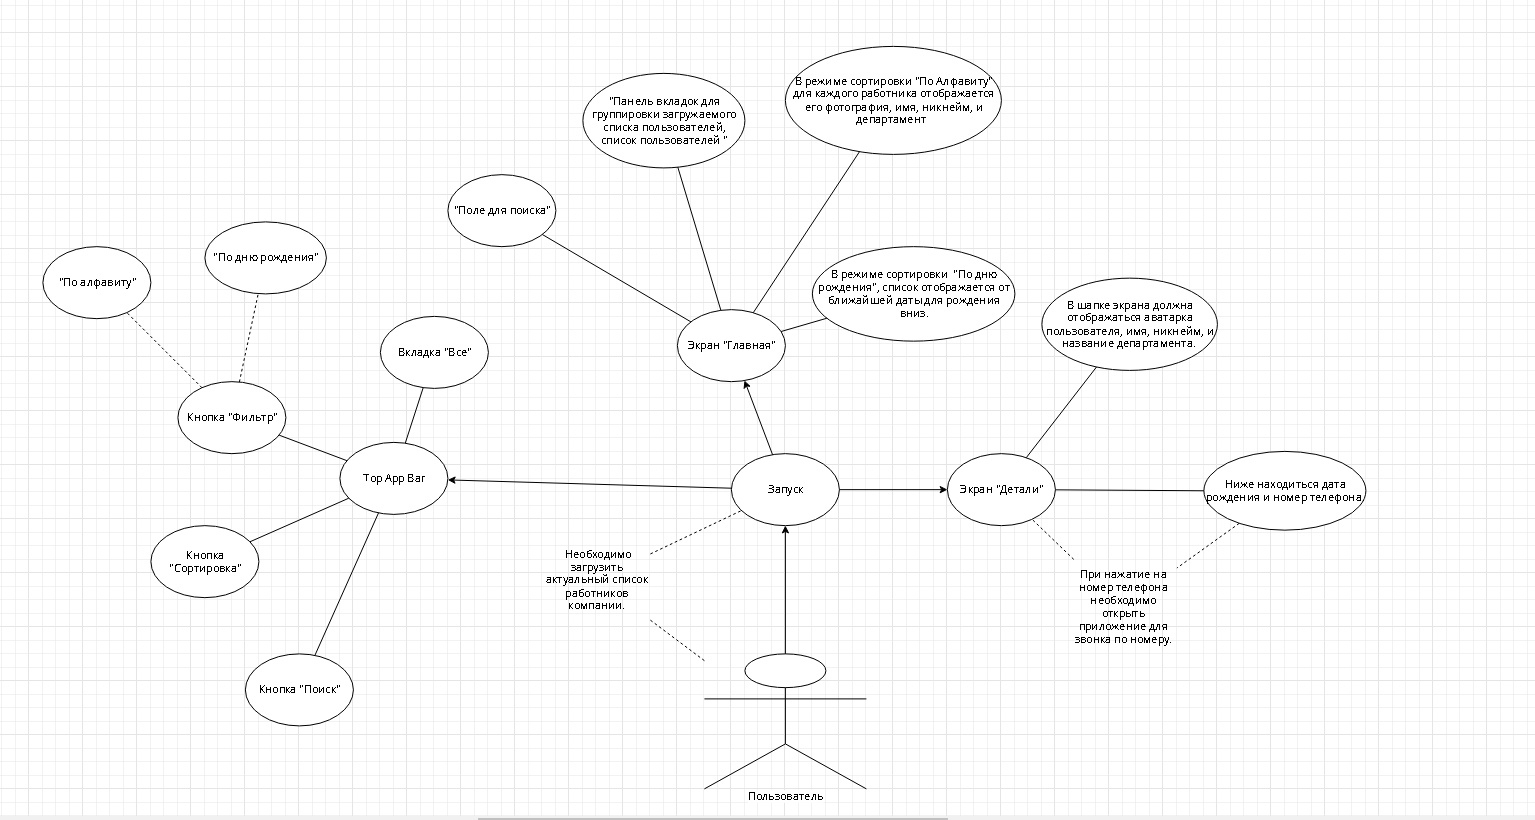 В режиме сортировки "По Алфавиту"
для каждого работника отображается
его фотография, имя, никнейм, и
департамент
"Панель вкладок для
группировки загружаемого
списка пользователей,
список пользователей "
"Поле для поиска"
"По дню рождения"
"По алфавиту"
В режиме сортировки "По дню
рождения", список отображается от
ближайшей даты для рождения
вниз.
В шапке экрана должна
отображаться аватарка
пользователя, имя, никнейм, и
название департамента.
Экран "Главная"
Вкладка "Все"
Кнопка "Фильтр"
Top App Bar
Запуск
Экран "Детали"
Ниже находиться дата
рождения и номер телефона.
Кнопка
"Сортировка"
Необходимо
загрузить
актуальный список
работников
компании.
При нажатие на
номер телефона
необходимо
открыть
приложение для
звонка по номеру.
Кнопка "Поиск"
Пользователь